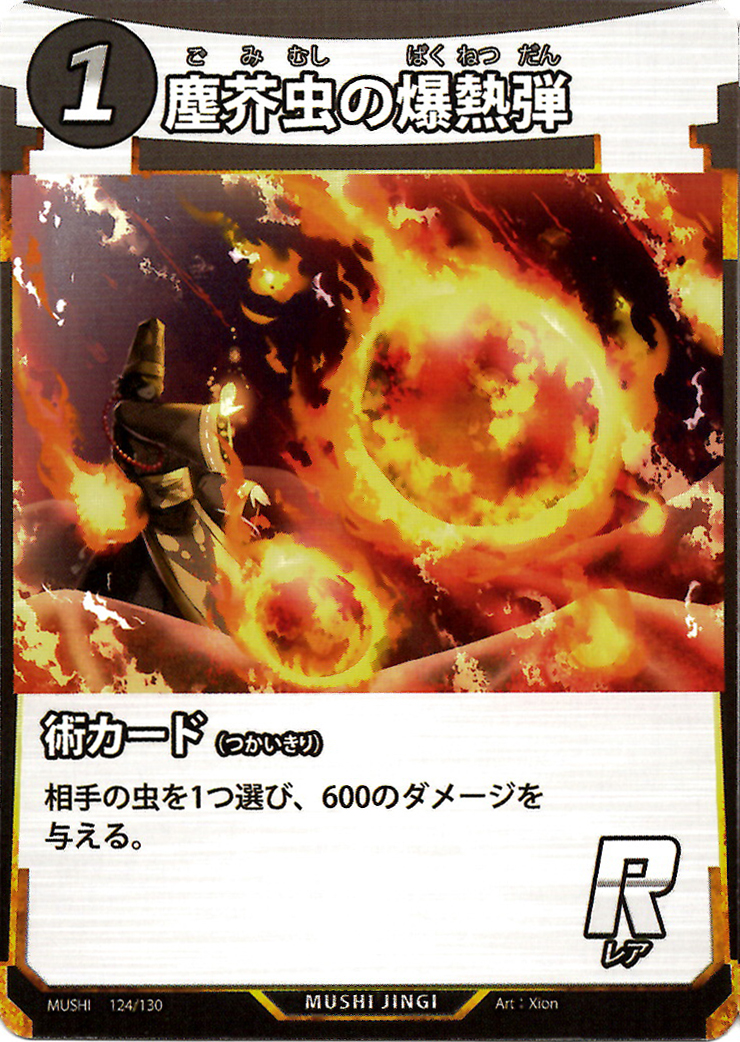 1
ごみむし ばくねつだん
塵芥虫の爆熱弾
術カード (つかいきり)
相手の虫を1つ選び、600のダメージを
与える。
R
レア
MUSHI 124/130
MUSHI JINGI
Art : Xion